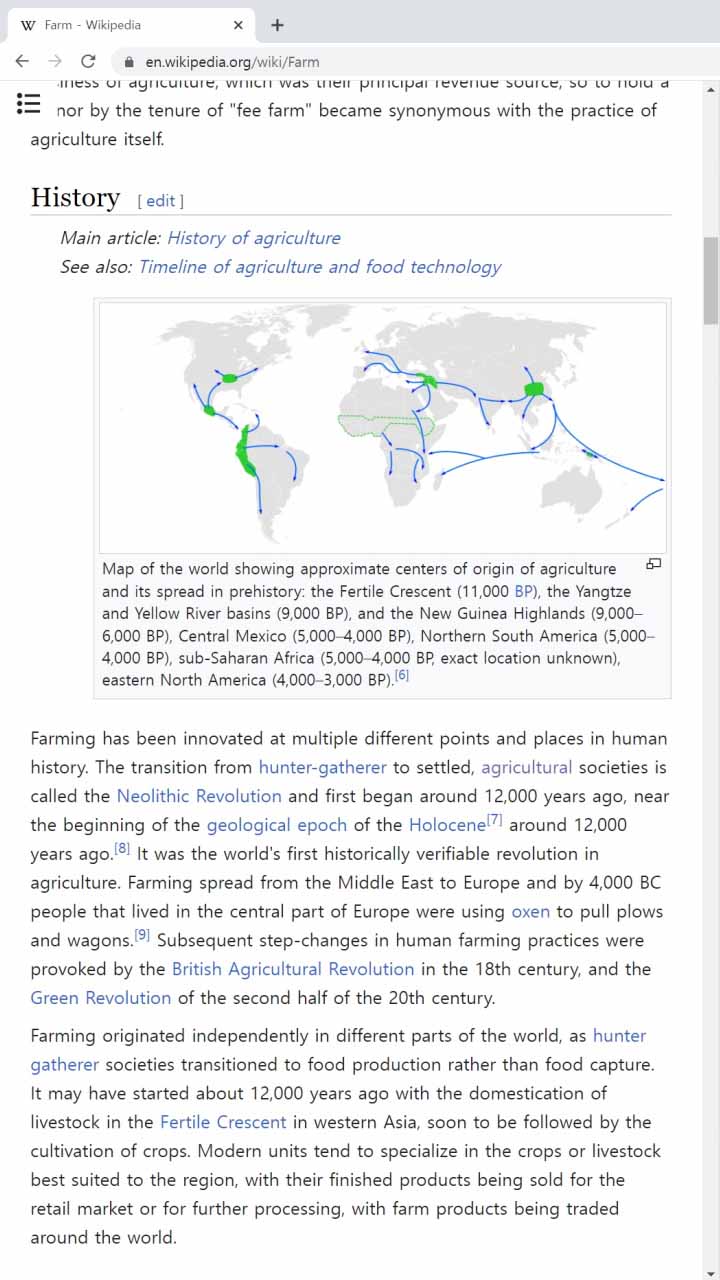 Farm - Wikipedia
en.wikipedia.org/wiki/Farm
iness of agriculture, which was their principal revenue source, so to hold a
nor by the tenure of "fee farm" became synonymous with the practice of
agriculture itself.
History [ edit ]
Main article: History of agriculture
See also: Timeline of agriculture and food technology
Map of the world showing approximate centers of origin of agriculture
and its spread in prehistory: the Fertile Crescent (11,000 BP), the Yangtze
and Yellow River basins (9,000 BP), and the New Guinea Highlands (9,000–
6,000 BP), Central Mexico (5,000–4,000 BP), Northern South America (5,000–
4,000 BP), sub-Saharan Africa (5,000–4,000 BP, exact location unknown),
eastern North America (4,000–3,000 BP).[6]
Farming has been innovated at multiple different points and places in human
history. The transition from hunter-gatherer to settled, agricultural societies is
called the Neolithic Revolution and first began around 12,000 years ago, near
the beginning of the geological epoch of the Holocene[7] around 12,000
years ago.[8] It was the world's first historically verifiable revolution in
agriculture. Farming spread from the Middle East to Europe and by 4,000 BC
people that lived in the central part of Europe were using oxen to pull plows
and wagons.[9] Subsequent step-changes in human farming practices were
provoked by the British Agricultural Revolution in the 18th century, and the
Green Revolution of the second half of the 20th century.
Farming originated independently in different parts of the world, as hunter
gatherer societies transitioned to food production rather than food capture.
It may have started about 12,000 years ago with the domestication of
livestock in the Fertile Crescent in western Asia, soon to be followed by the
cultivation of crops. Modern units tend to specialize in the crops or livestock
best suited to the region, with their finished products being sold for the
retail market or for further processing, with farm products being traded
around the world.